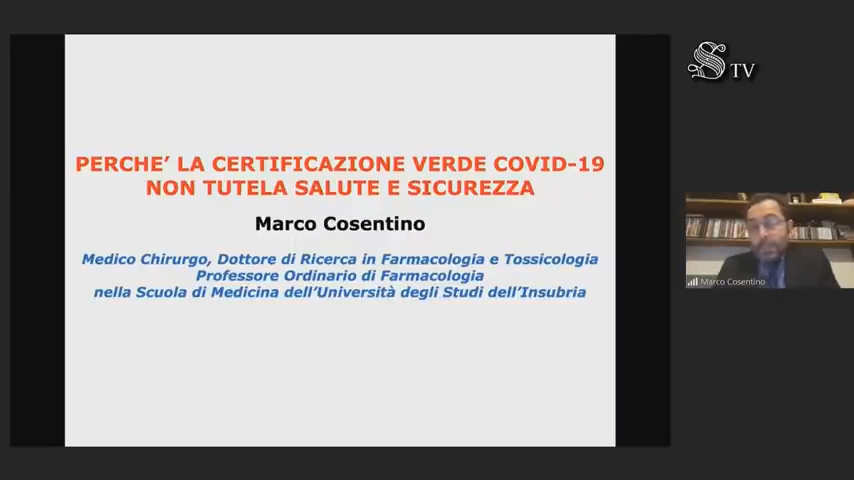 PERCHE’ LA CERTIFICAZIONE VERDE COVID-19
NON TUTELA SALUTE E SICUREZZA
Marco Cosentino
Medico Chirurgo, Dottore di Ricerca in Farmacologia e Tossicologia
Professore Ordinario di Farmacologia
nella Scuola di Medicina dell’Università degli Studi dell’Insubria
S TV
Marco Cosentino